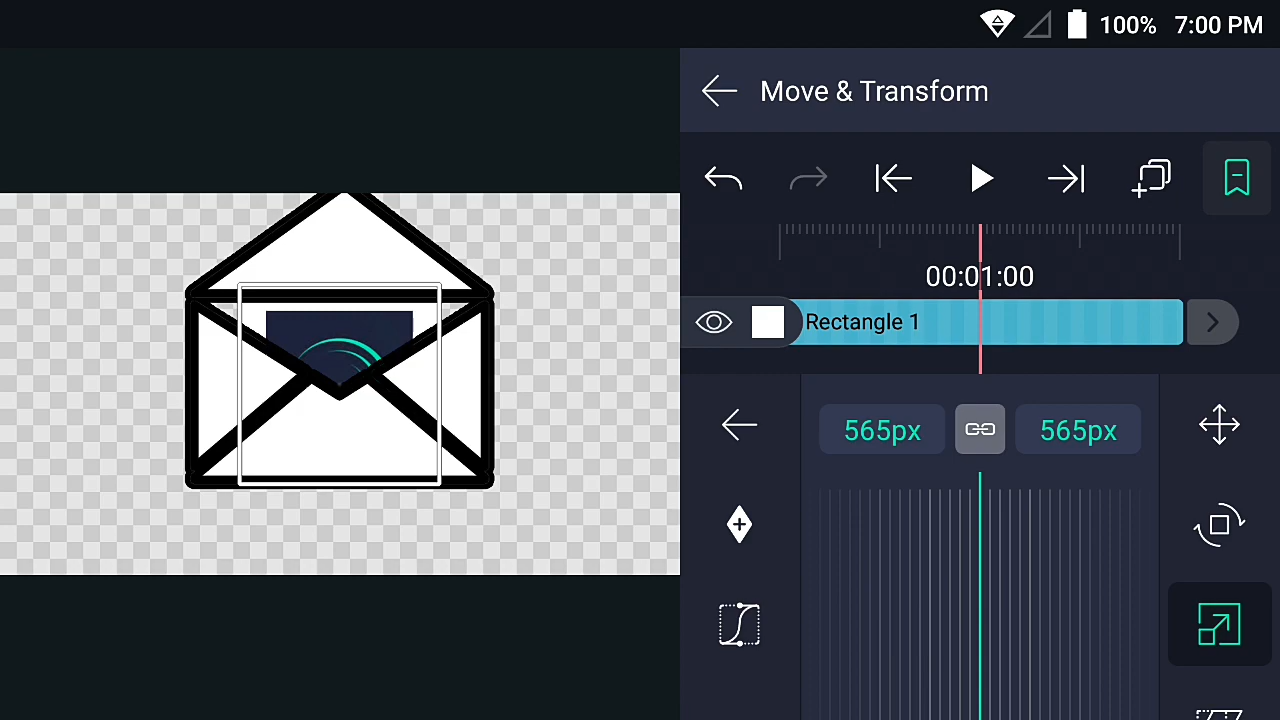 100% 7:00 PM
Move & Transform
00:01:00
Rectangle 1
565px 565px